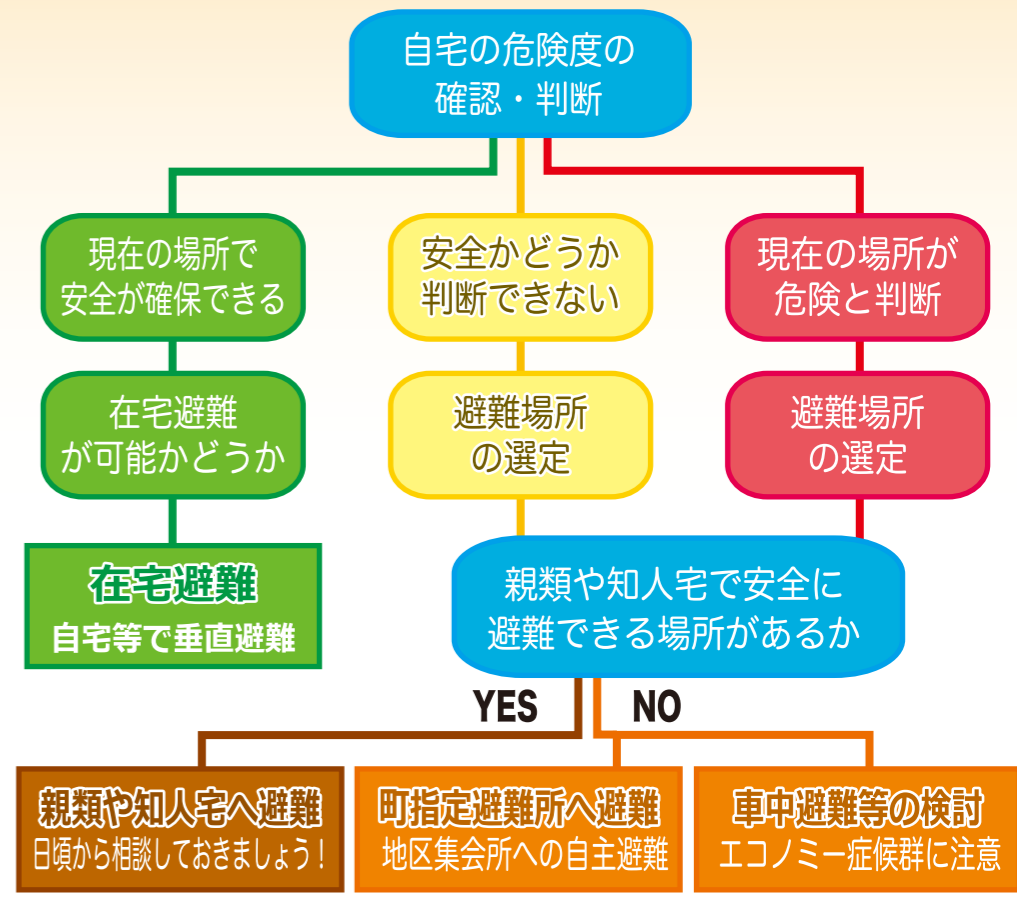 自宅の危険度の
確認・判断
現在の場所で
安全が確保できる
安全かどうか
判断できない
現在の場所が
危険と判断
在宅避難
が可能かどうか
避難場所
の選定
避難場所
の選定
在宅避難
自宅等で垂直避難
親類や知人宅で安全に
避難できる場所があるか
YES
NO
親類や知人宅へ避難
日頃から相談しておきましょう！
町指定避難所へ避難
地区集会所への自主避難
車中避難等の検討
エコノミー症候群に注意